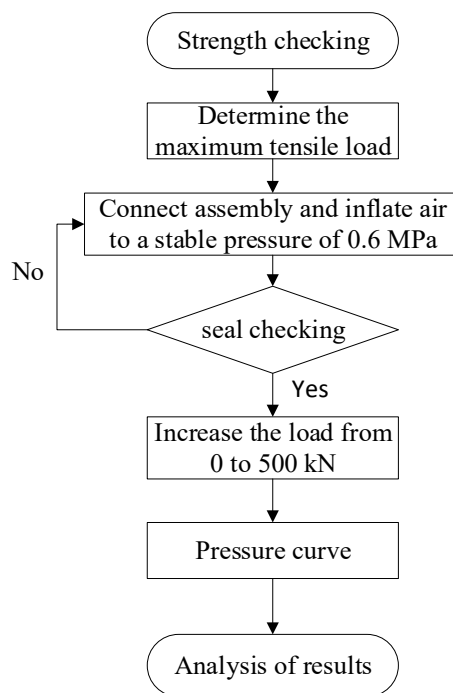 Strength checking
Determine the
maximum tensile load
Connect assembly and inflate air
to a stable pressure of 0.6 MPa
No
seal checking
Yes
Increase the load from
0 to 500 kN
Pressure curve
Analysis of results